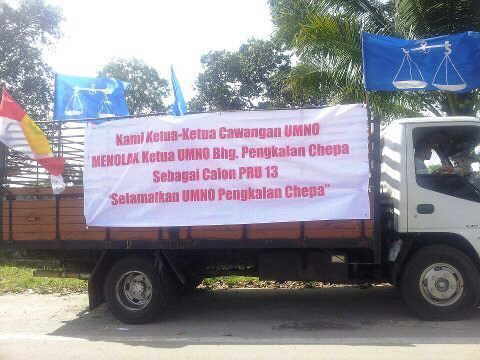 Kami Ketua-Ketua Cawangan UMNO
MENOLAK Ketua UMNO Bhg. Pengkalan Chepa
Sebagai Calon PRU 13
"Selamatkan UMNO Pengkalan Chepa"